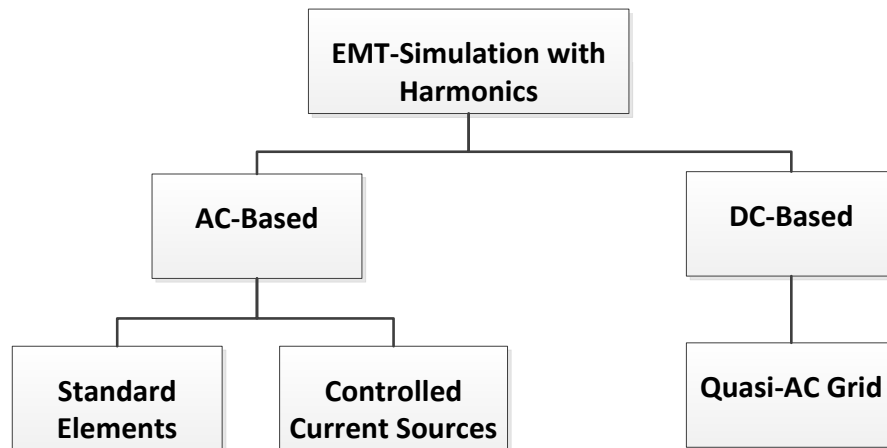 EMT-Simulation with
Harmonics
AC-Based
DC-Based
Standard
Elements
Controlled
Current Sources
Quasi-AC Grid